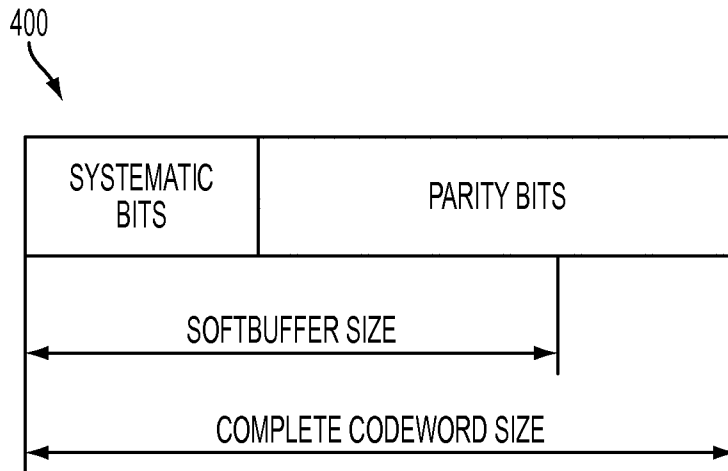 400
SYSTEMATIC
BITS
PARITY BITS
SOFTBUFFER SIZE
COMPLETE CODEWORD SIZE